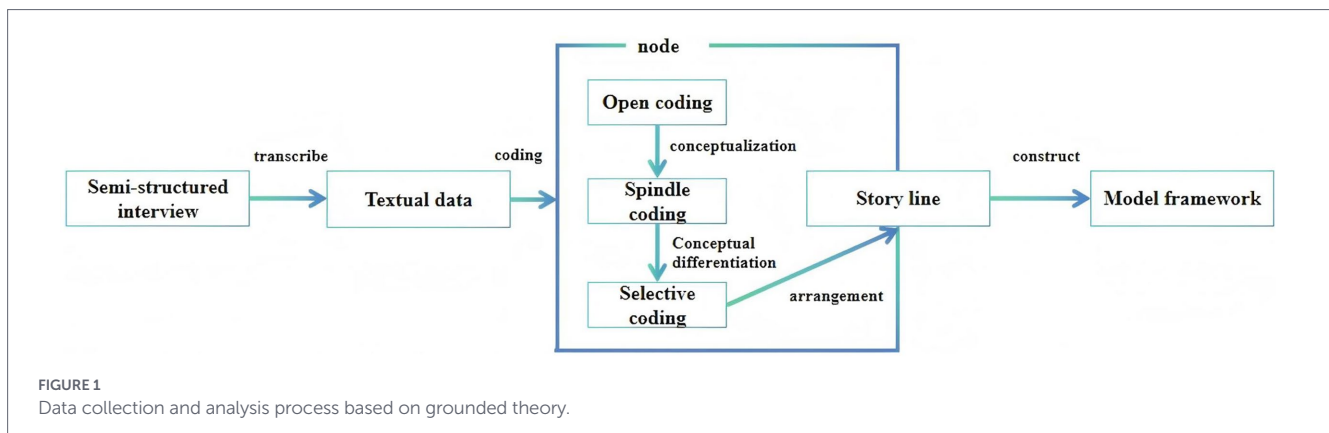 node
Open coding
conceptualization
transcribe
coding
construct
Semi-structured
interview
Textual data
Spindle
coding
Story line
Model framework
Conceptual
differentiation
Selective
coding
arrangement
FIGURE 1
Data collection and analysis process based on grounded theory.